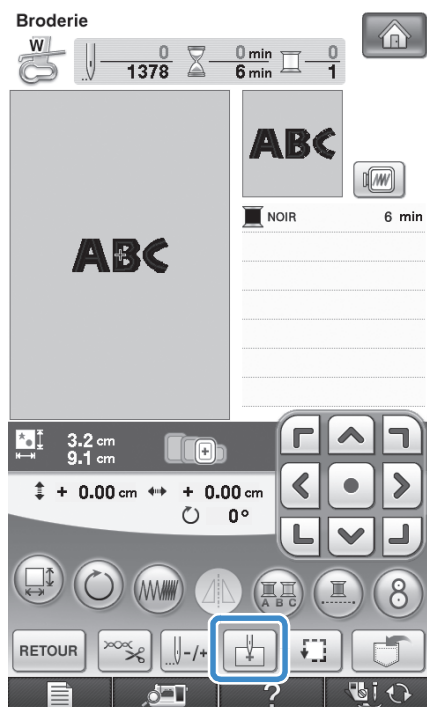 Broderie
W
0 0 min 0
1378 6 min 1
ABC ABC
NOIR 6 min
3.2 cm
9.1 cm
+ 0.00 cm + 0.00 cm
0°
A B C 8
RETOUR -/+
?